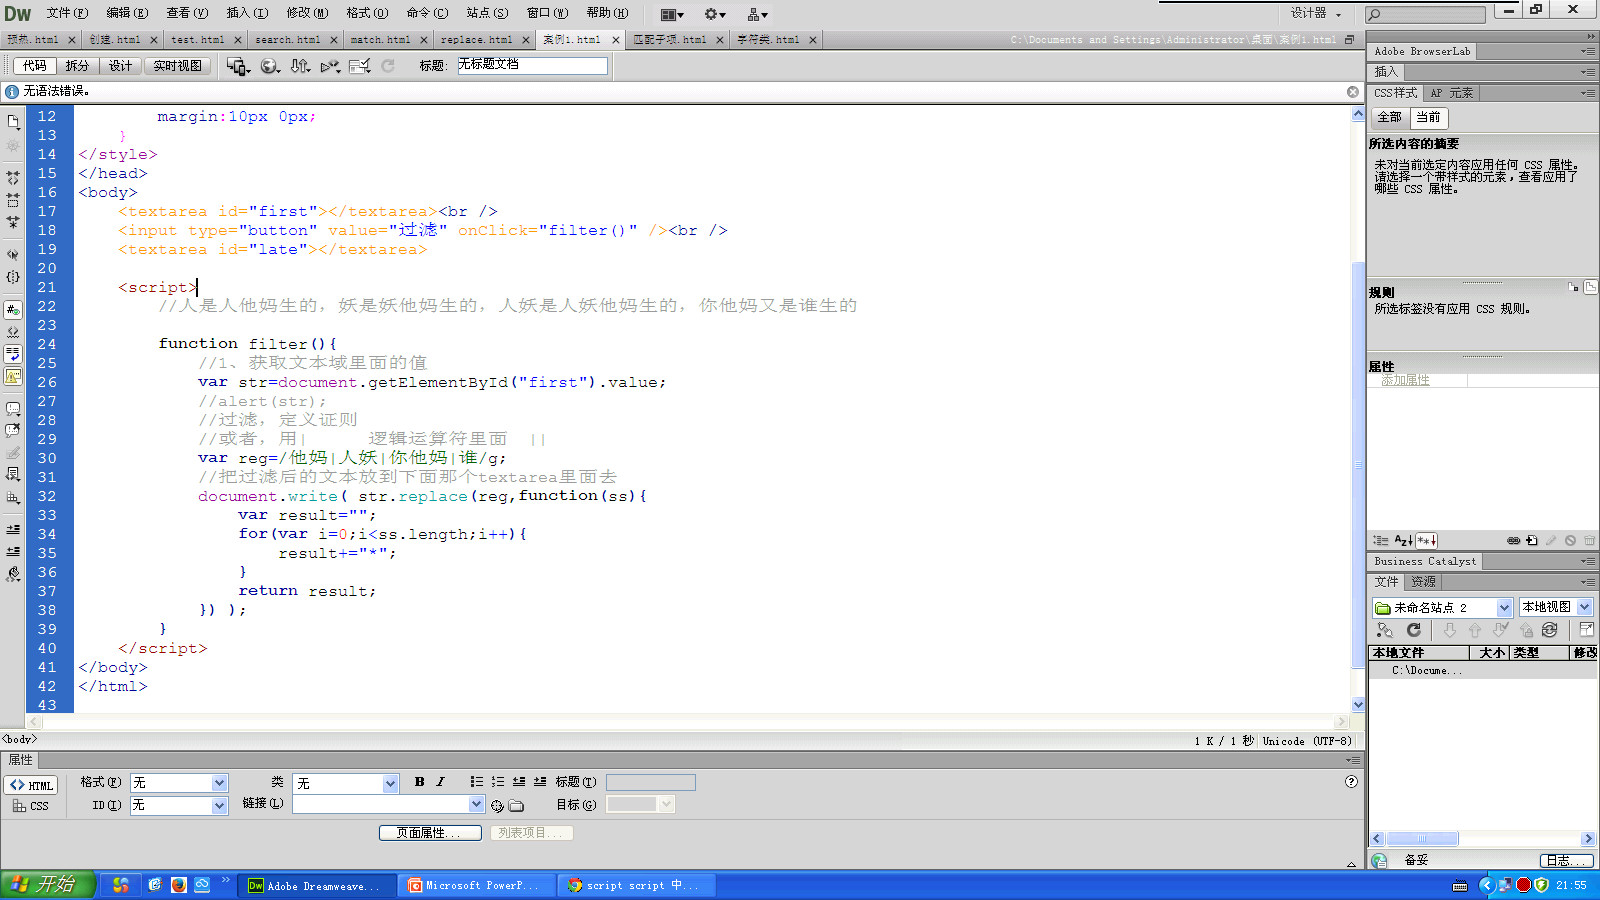 Dw 文件(F) 编辑(E) 查看(V) 插入(I) 修改(M) 格式(O) 命令(C) 站点(S) 窗口(W) 帮助(H) 设计器
预热.html 创建.html test.html search.html match.html replace.html 案例1.html 匹配子项.html 字符类.html C:\Documents and Settings\Administrator\桌面\案例1.html
代码 拆分 设计 实时视图 标题: 无标题文档
无语法错误。
12 margin:10px 0px;
13 }
14 </style>
15 </head>
16 <body>
17 <textarea id="first"></textarea><br />
18 <input type="button" value="过滤" onClick="filter()" /><br />
19 <textarea id="late"></textarea>
20
21 <script>
22 //人是人他妈生的，妖是妖他妈生的，人妖是人妖他妈生的，你他妈又是谁生的
23
24 function filter(){
25 //1、获取文本域里面的值
26 var str=document.getElementById("first").value;
27 //alert(str);
28 //过滤，定义证则
29 //或者，用| 逻辑运算符里面 ||
30 var reg=/他妈|人妖|你他妈|谁/g;
31 //把过滤后的文本放到下面那个textarea里面去
32 document.write( str.replace(reg,function(ss){
33 var result="";
34 for(var i=0;i<ss.length;i++){
35 result+="*";
36 }
37 return result;
38 }) );
39 }
40 </script>
41 </body>
42 </html>
43
<body> 1 K / 1 秒 Unicode (UTF-8)
属性
<> HTML 格式(F) 无 类 无 B I 标题(T)
CSS ID(I) 无 链接(L) 目标(G)
页面属性... 列表项目...
Adobe BrowserLab
插入
CSS样式 AP 元素
全部 当前
所选内容的摘要
未对当前选定内容应用任何 CSS 属性。
请选择一个带样式的元素，查看应用了
哪些 CSS 属性。
规则
所选标签没有应用 CSS 规则。
属性
添加属性
Business Catalyst
文件 资源
未命名站点 2 本地视图
本地文件 大小 类型 修改
C:\Docume...
备妥 日志...
开始 Adobe Dreamweave... Microsoft PowerP... script script 中... 21:55